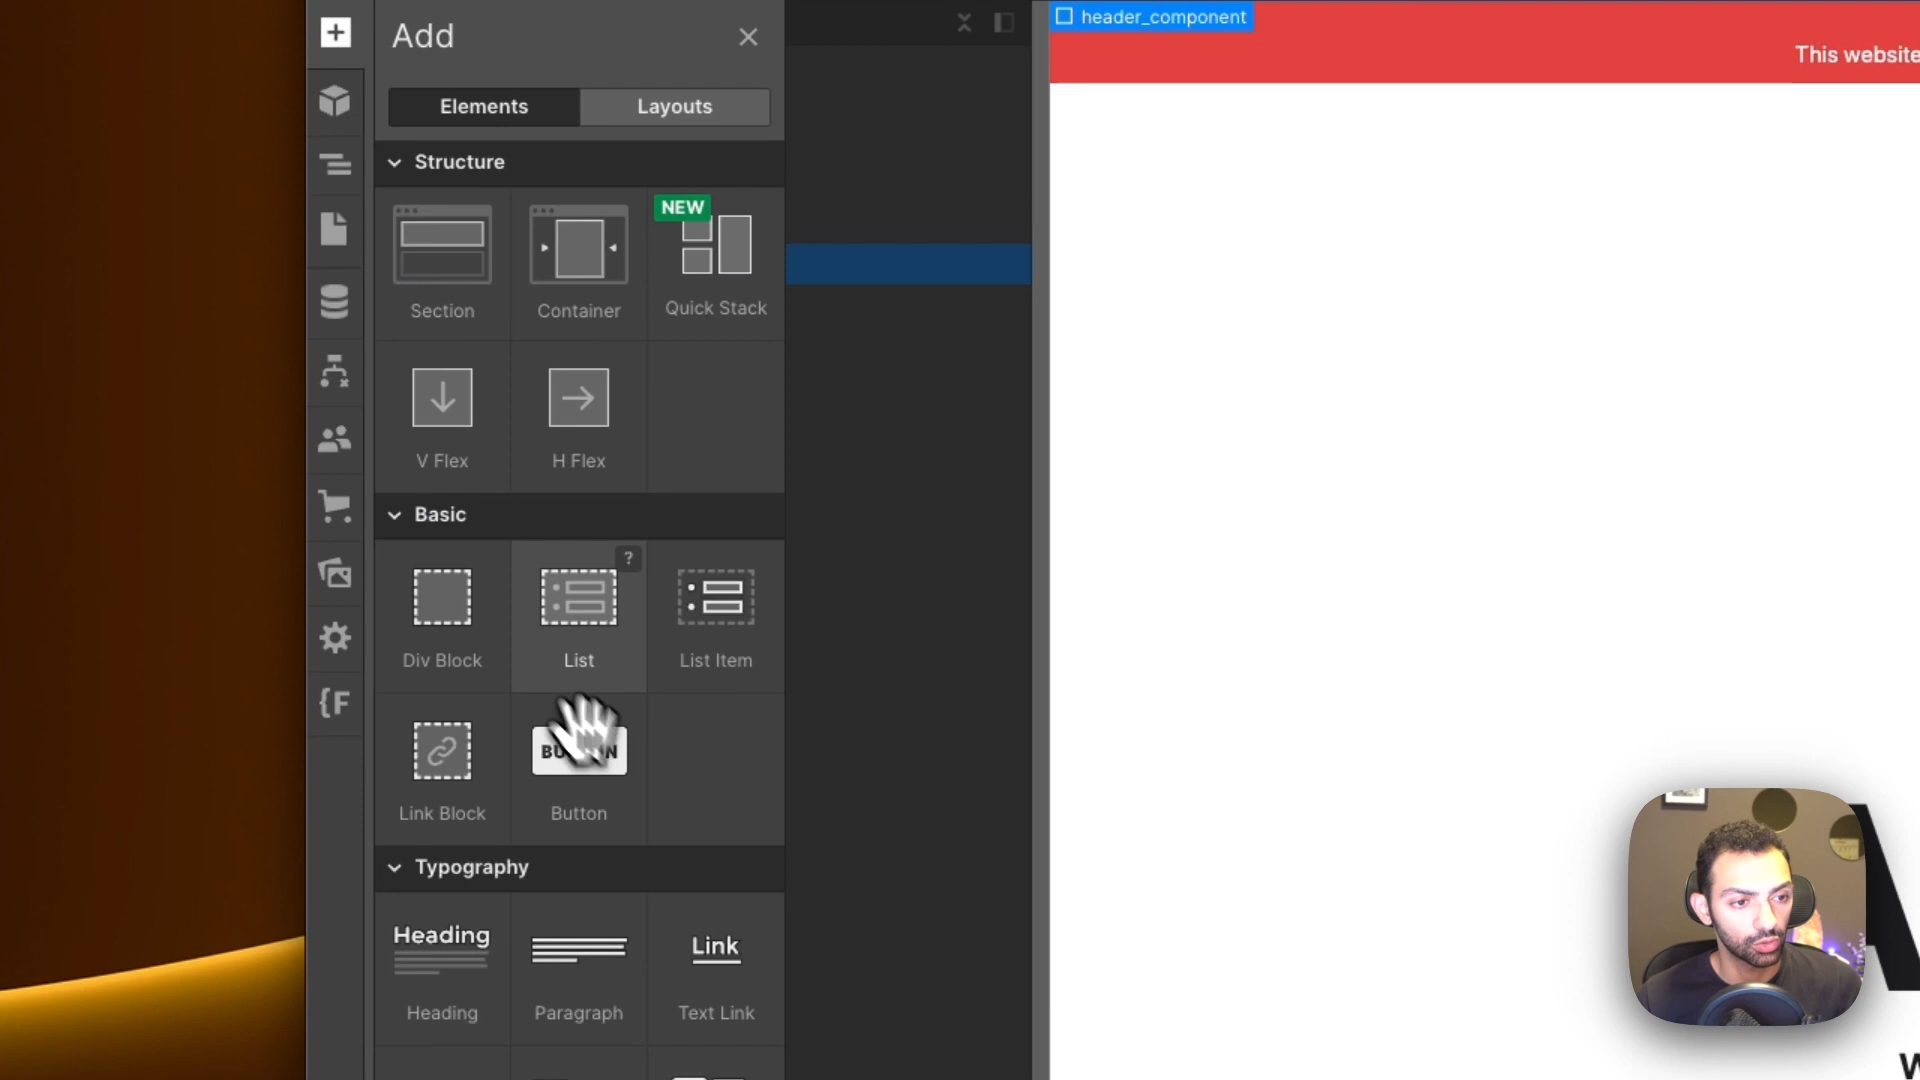 Add
header_component
This website
Elements
Layouts
Structure
NEW
Section
Container
Quick Stack
V Flex
H Flex
Basic
?
Div Block
List
List Item
{F
Link Block
Button
Typography
Heading
Link
Heading
Paragraph
Text Link